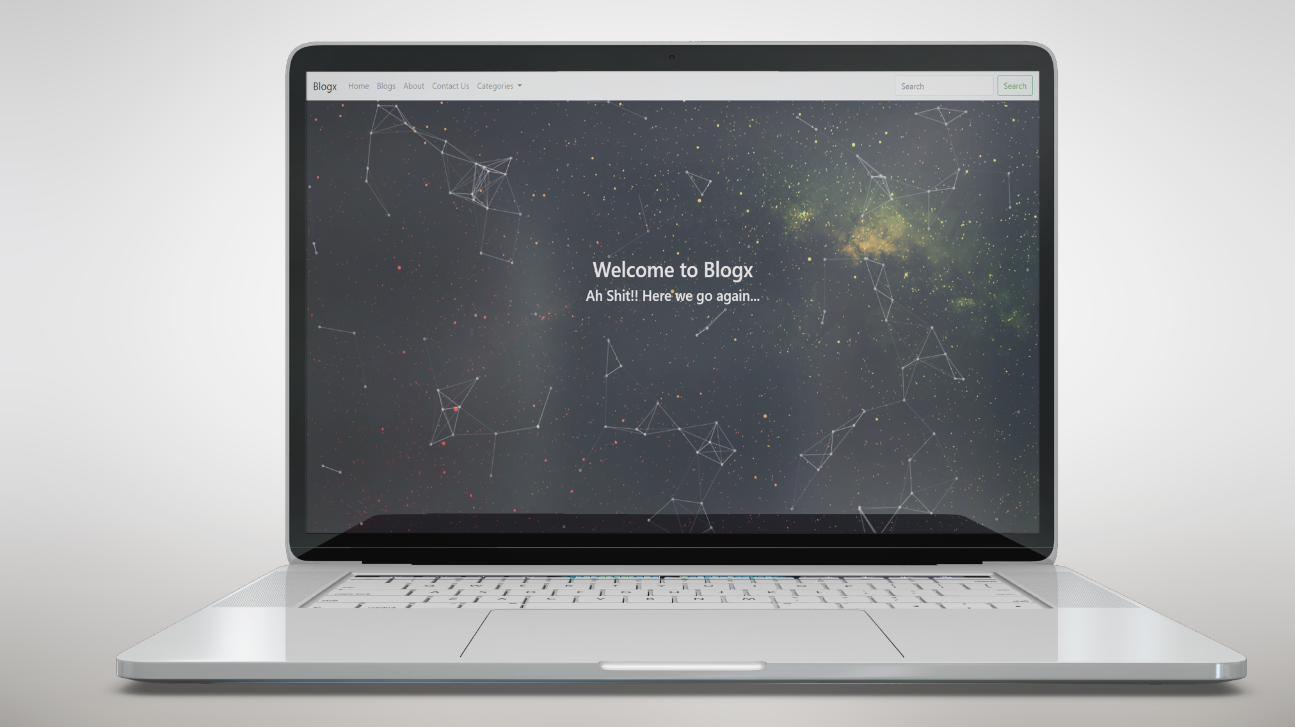 Blogx Home Blogs About Contact Us Categories Search Search
Welcome to Blogx
Ah Shit!! Here we go again...